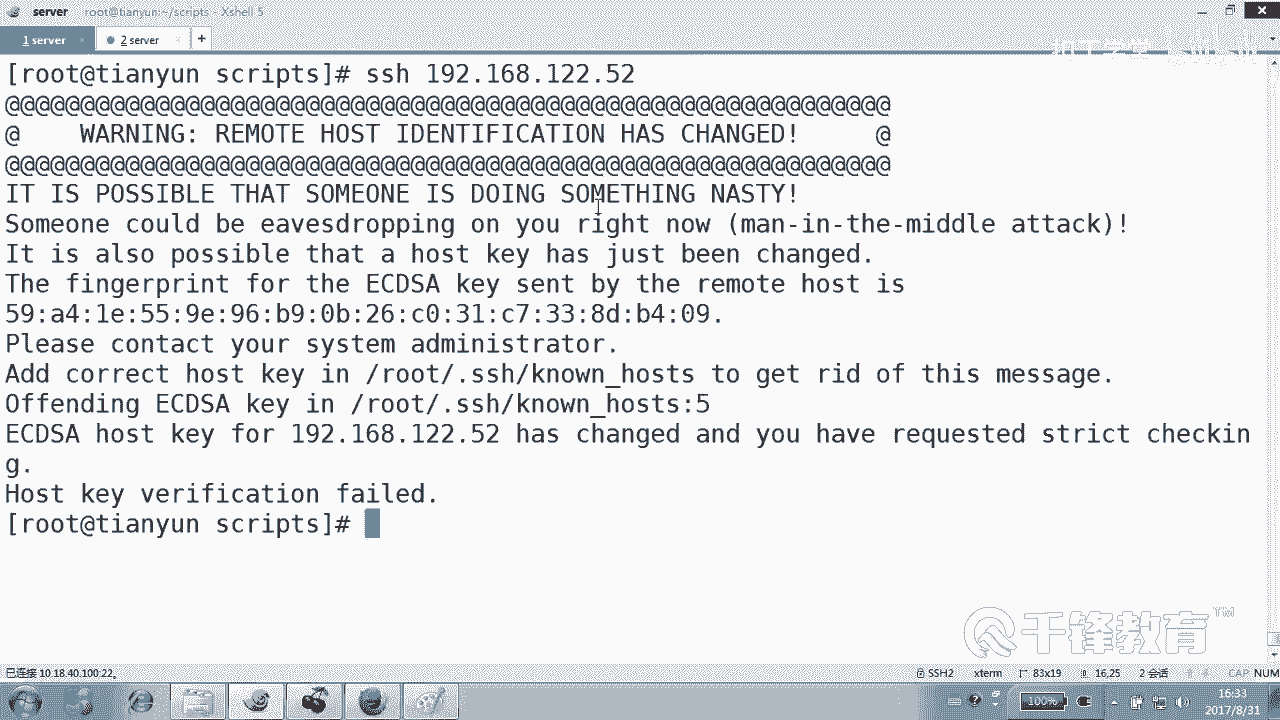 server root@tianyun:~/scripts - Xshell 5
1 server × 2 server × +
[root@tianyun scripts]# ssh 192.168.122.52
@@@@@@@@@@@@@@@@@@@@@@@@@@@@@@@@@@@@@@@@@@@@@@@@@@@@@@@@@@@
@    WARNING: REMOTE HOST IDENTIFICATION HAS CHANGED!     @
@@@@@@@@@@@@@@@@@@@@@@@@@@@@@@@@@@@@@@@@@@@@@@@@@@@@@@@@@@@
IT IS POSSIBLE THAT SOMEONE IS DOING SOMETHING NASTY!
Someone could be eavesdropping on you right now (man-in-the-middle attack)!
It is also possible that a host key has just been changed.
The fingerprint for the ECDSA key sent by the remote host is
59:a4:1e:55:9e:96:b9:0b:26:c0:31:c7:33:8d:b4:09.
Please contact your system administrator.
Add correct host key in /root/.ssh/known_hosts to get rid of this message.
Offending ECDSA key in /root/.ssh/known_hosts:5
ECDSA host key for 192.168.122.52 has changed and you have requested strict checkin
g.
Host key verification failed.
[root@tianyun scripts]#
千锋教育™
已连接 10.18.40.100:22。 SSH2 xterm 83x19 16,25 2 会话 CAP NUM
100% 16:33
2017/8/31